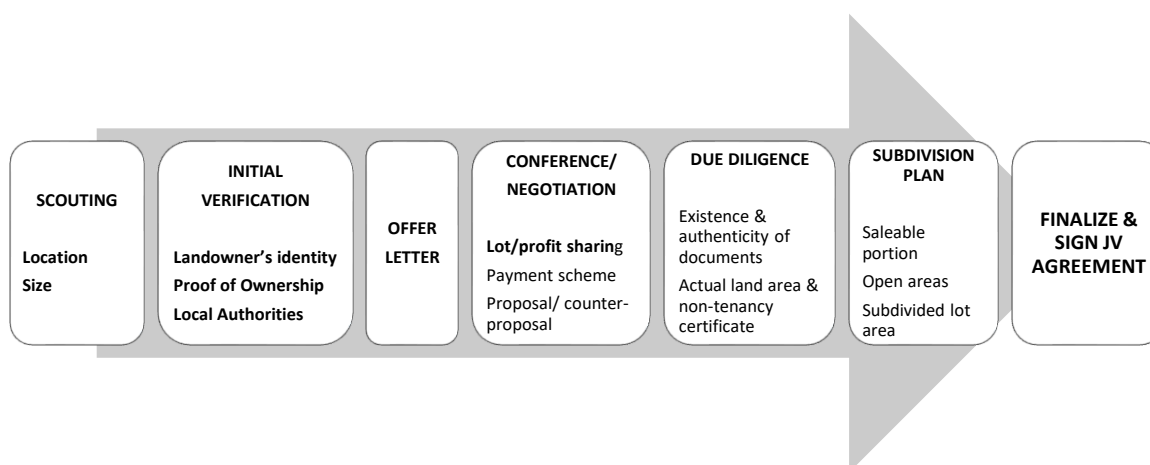 SCOUTING
Location
Size
INITIAL
VERIFICATION
Landowner’s identity
Proof of Ownership
Local Authorities
OFFER
LETTER
CONFERENCE/
NEGOTIATION
Lot/profit sharing
Payment scheme
Proposal/ counter-
proposal
DUE DILIGENCE
Existence &
authenticity of
documents
Actual land area &
non-tenancy
certificate
SUBDIVISION
PLAN
Saleable
portion
Open areas
Subdivided lot
area
FINALIZE &
SIGN JV
AGREEMENT